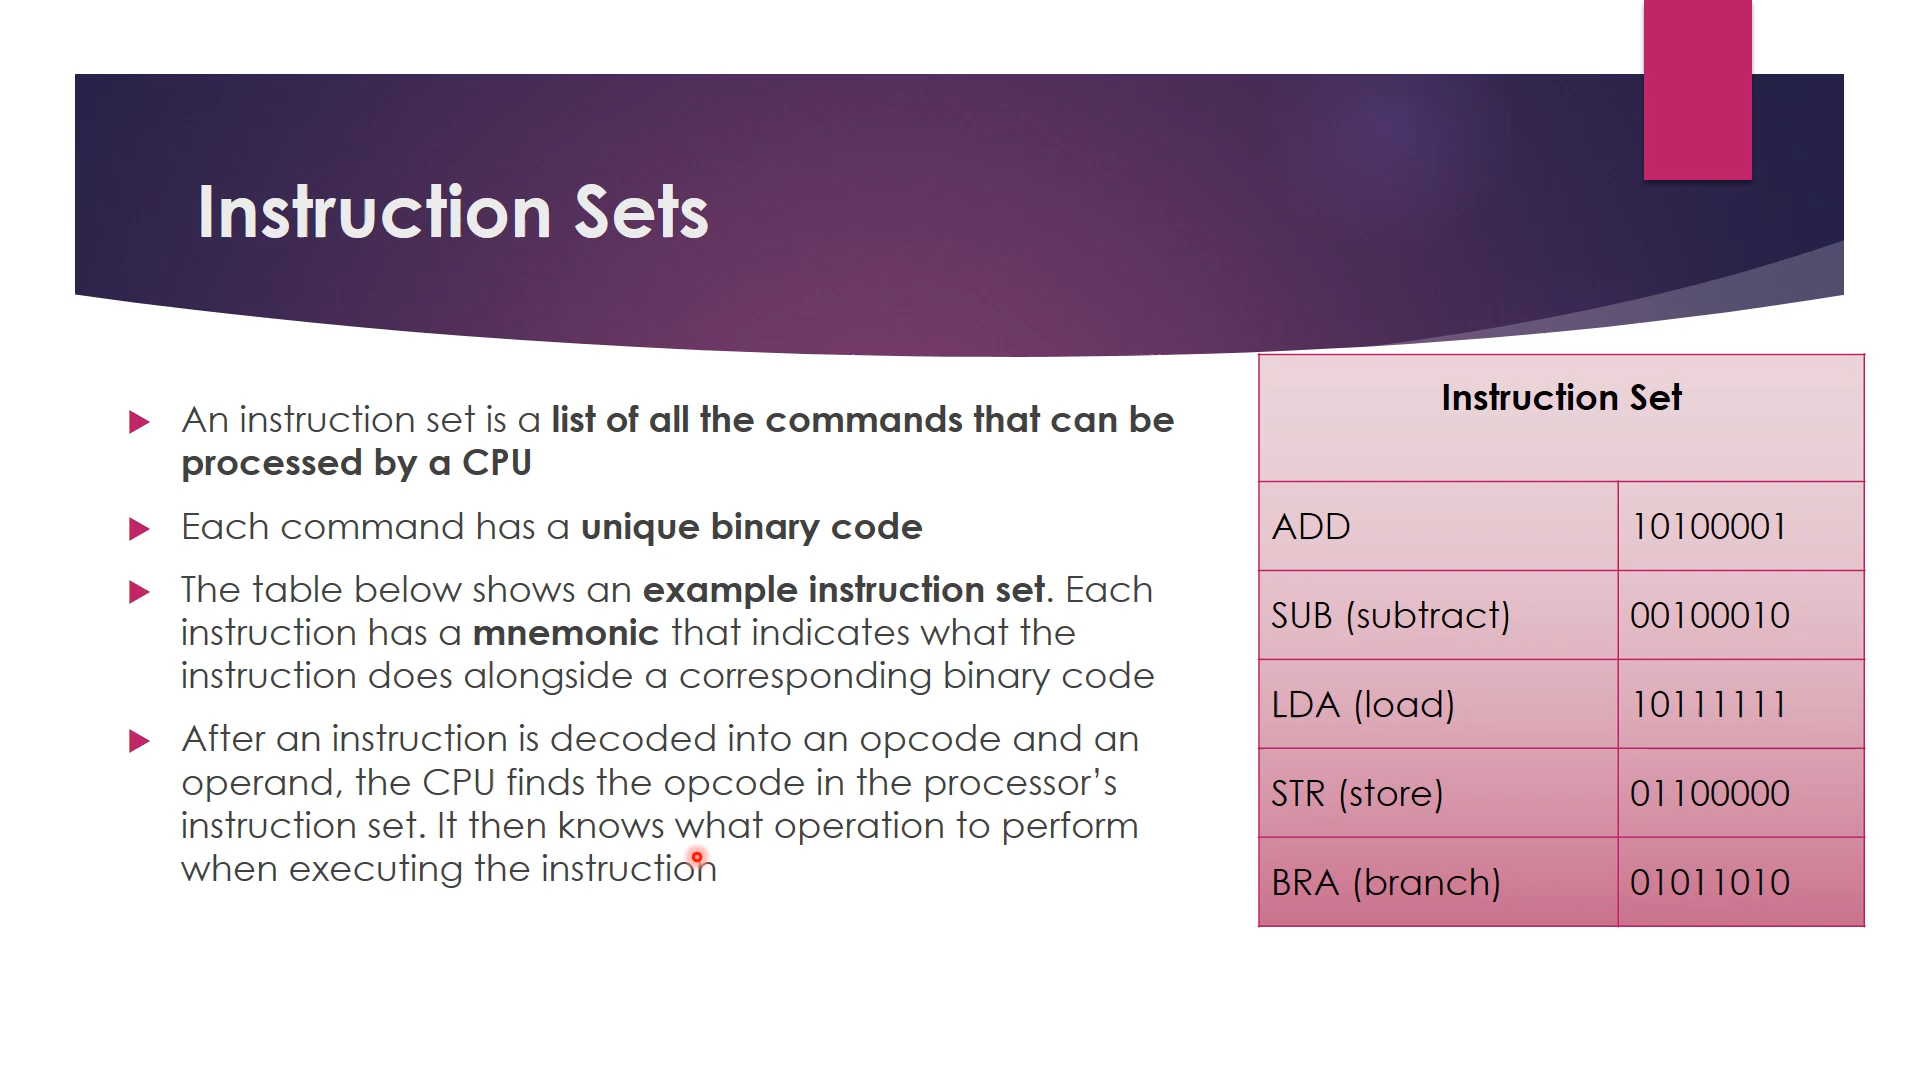 Instruction Sets
An instruction set is a list of all the commands that can be
processed by a CPU
Each command has a unique binary code
The table below shows an example instruction set. Each
instruction has a mnemonic that indicates what the
instruction does alongside a corresponding binary code
After an instruction is decoded into an opcode and an
operand, the CPU finds the opcode in the processor’s
instruction set. It then knows what operation to perform
when executing the instruction
Instruction Set
ADD 10100001
SUB (subtract) 00100010
LDA (load) 10111111
STR (store) 01100000
BRA (branch) 01011010